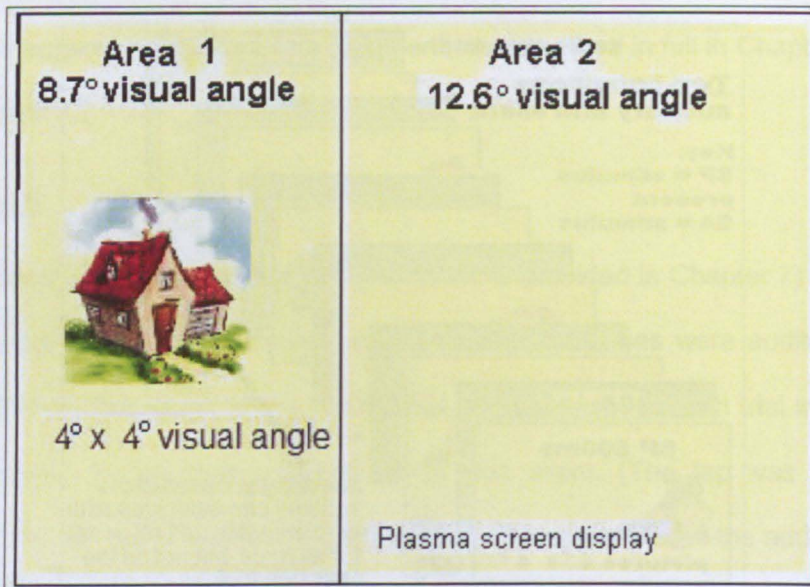 Area 1
8.7° visual angle
4° x 4° visual angle
Area 2
12.6° visual angle
Plasma screen display